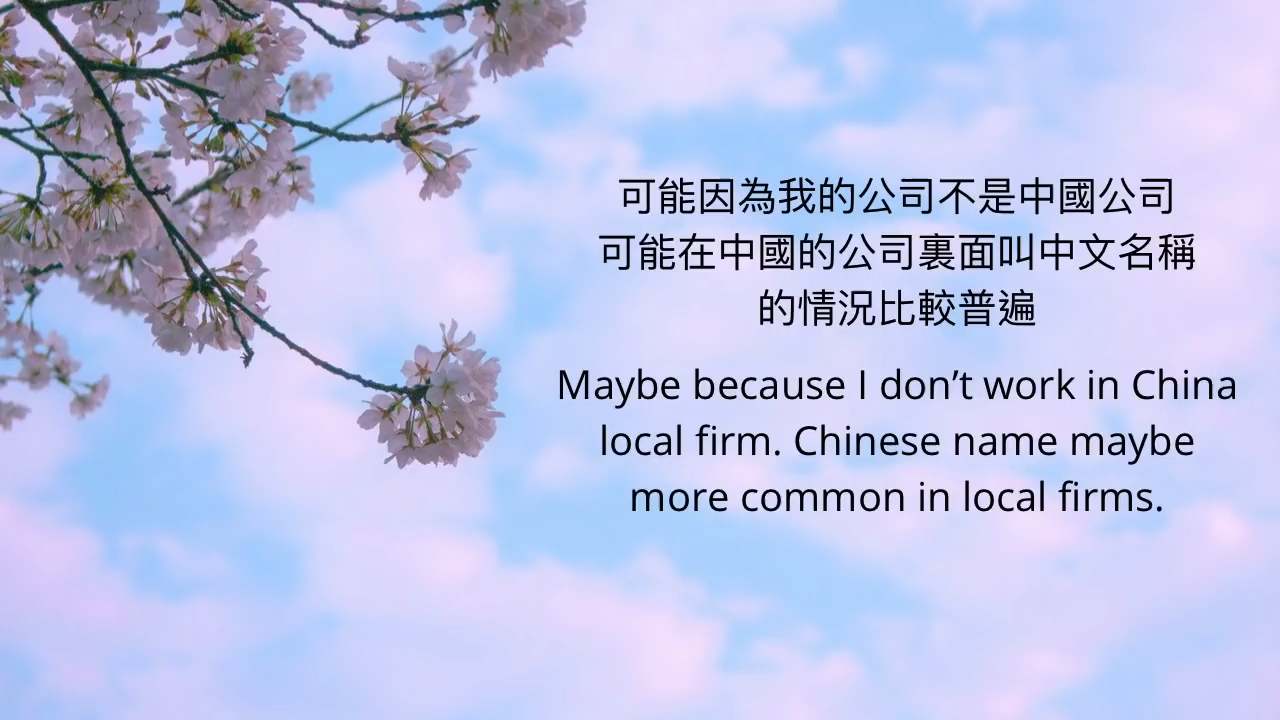 可能因為我的公司不是中國公司
可能在中國的公司裏面叫中文名稱
的情況比較普遍
Maybe because I don’t work in China
local firm. Chinese name maybe
more common in local firms.